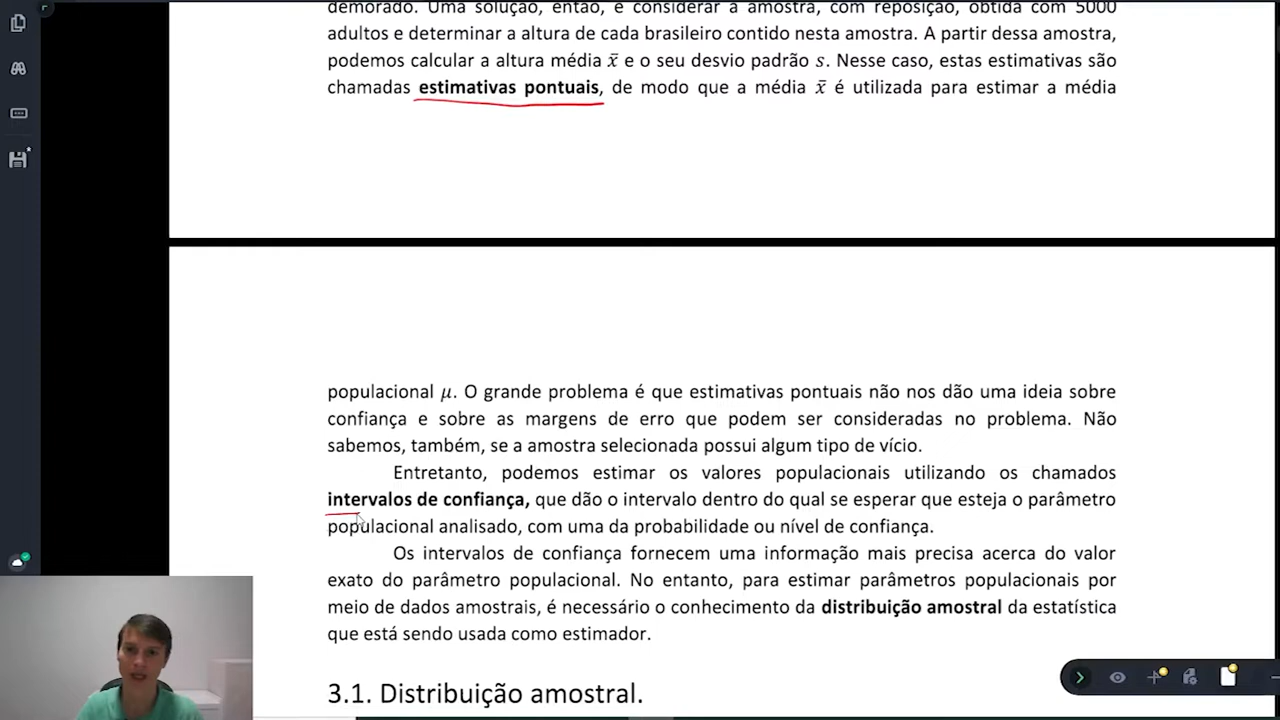 demorado. Uma solução, então, é considerar a amostra, com reposição, obtida com 5000
adultos e determinar a altura de cada brasileiro contido nesta amostra. A partir dessa amostra,
podemos calcular a altura média x̄ e o seu desvio padrão s. Nesse caso, estas estimativas são
chamadas estimativas pontuais, de modo que a média x̄ é utilizada para estimar a média
populacional μ. O grande problema é que estimativas pontuais não nos dão uma ideia sobre
confiança e sobre as margens de erro que podem ser consideradas no problema. Não
sabemos, também, se a amostra selecionada possui algum tipo de vício.
Entretanto, podemos estimar os valores populacionais utilizando os chamados
intervalos de confiança, que dão o intervalo dentro do qual se esperar que esteja o parâmetro
populacional analisado, com uma da probabilidade ou nível de confiança.
Os intervalos de confiança fornecem uma informação mais precisa acerca do valor
exato do parâmetro populacional. No entanto, para estimar parâmetros populacionais por
meio de dados amostrais, é necessário o conhecimento da distribuição amostral da estatística
que está sendo usada como estimador.
3.1. Distribuição amostral.